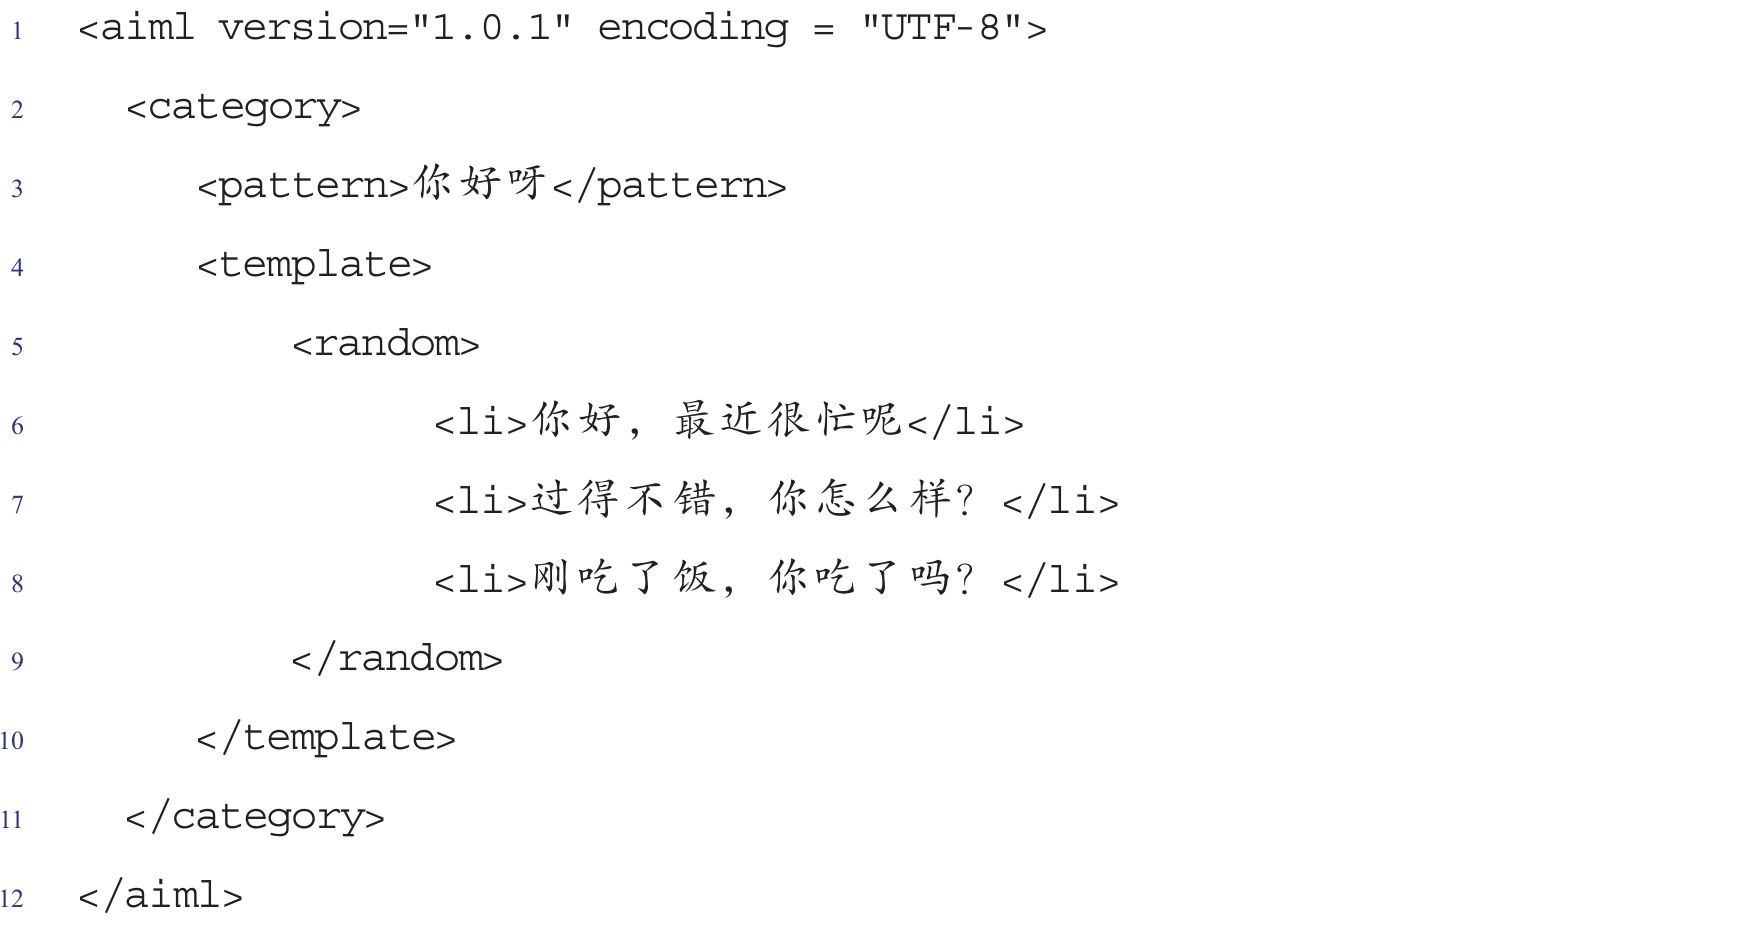 1 <aiml version="1.0.1" encoding = "UTF-8">
2 <category>
3 <pattern>你好呀</pattern>
4 <template>
5 <random>
6 <li>你好，最近很忙呢</li>
7 <li>过得不错，你怎么样？</li>
8 <li>刚吃了饭，你吃了吗？</li>
9 </random>
10 </template>
11 </category>
12 </aiml>